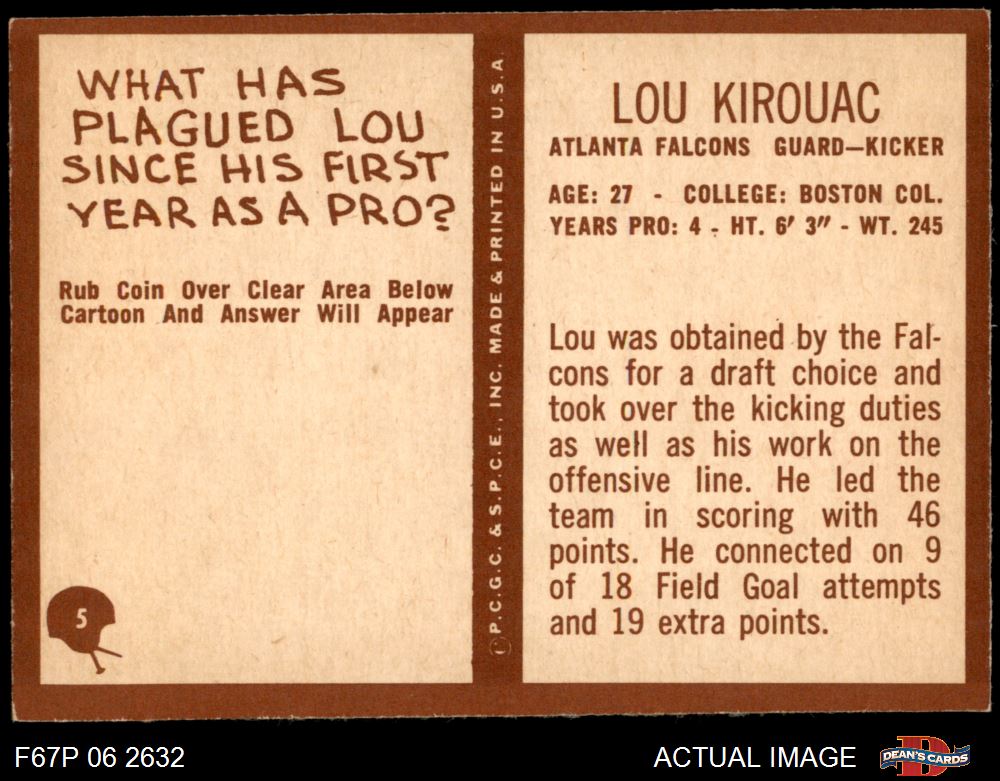 WHAT HAS
PLAGUED LOU
SINCE HIS FIRST
YEAR AS A PRO?
Rub Coin Over Clear Area Below
Cartoon And Answer Will Appear
5
©P.C.G.C. & S.P.C.E., INC. MADE & PRINTED IN U.S.A.
LOU KIROUAC
ATLANTA FALCONS GUARD—KICKER
AGE: 27 - COLLEGE: BOSTON COL.
YEARS PRO: 4 - HT. 6' 3" - WT. 245
Lou was obtained by the Fal-
cons for a draft choice and
took over the kicking duties
as well as his work on the
offensive line. He led the
team in scoring with 46
points. He connected on 9
of 18 Field Goal attempts
and 19 extra points.
F67P 06 2632
ACTUAL IMAGE
DEAN'S CARDS